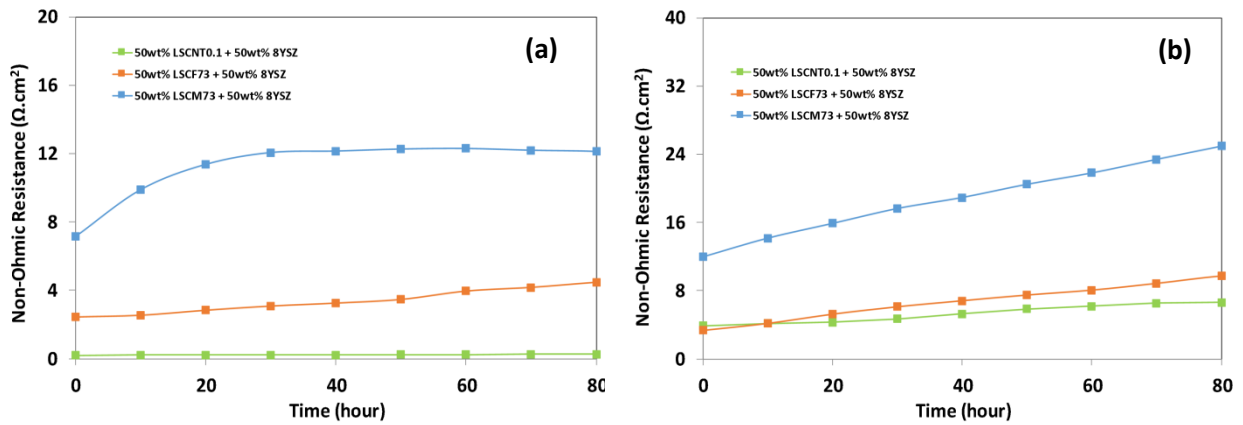 (a)
50wt% LSCNT0.1 + 50wt% 8YSZ
50wt% LSCF73 + 50wt% 8YSZ
50wt% LSCM73 + 50wt% 8YSZ
Non-Ohmic Resistance (Ω.cm²)
20
16
12
8
4
0
0 20 40 60 80
Time (hour)
(b)
50wt% LSCNT0.1 + 50wt% 8YSZ
50wt% LSCF73 + 50wt% 8YSZ
50wt% LSCM73 + 50wt% 8YSZ
Non-Ohmic Resistance (Ω.cm²)
40
32
24
16
8
0
0 20 40 60 80
Time (hour)